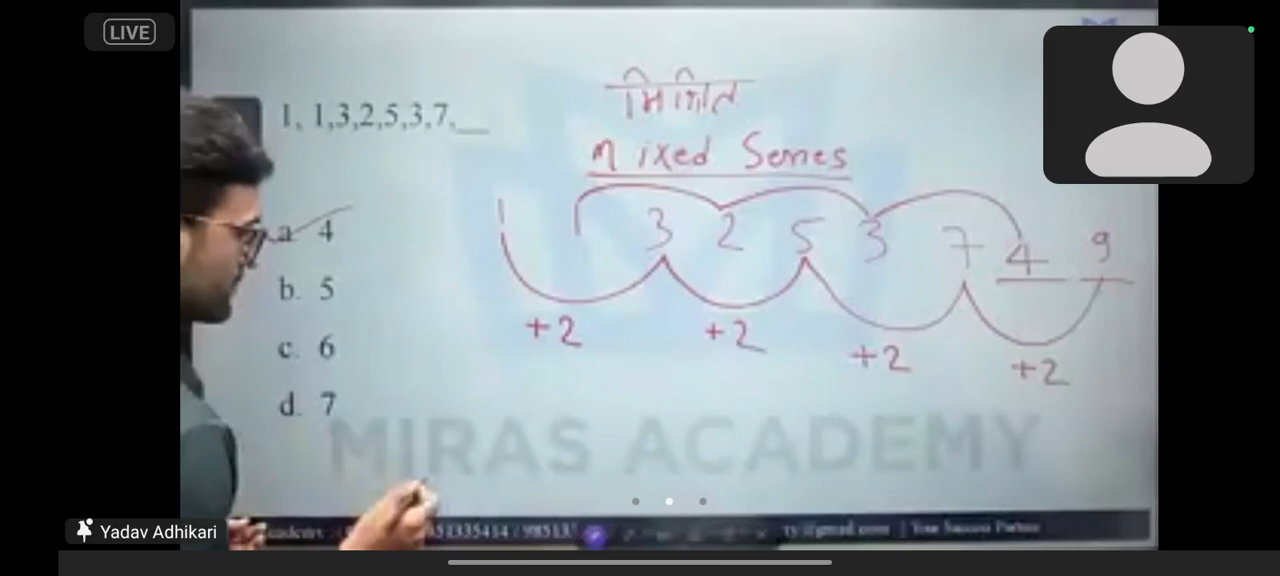 LIVE
1, 1,3,2,5,3,7,__
मिश्रित
Mixed Series
1 3 2 5 3 7 4 9
+2 +2 +2 +2
a 4
b. 5
c. 6
d. 7
MIRAS ACADEMY
Yadav Adhikari
Your Success Partner